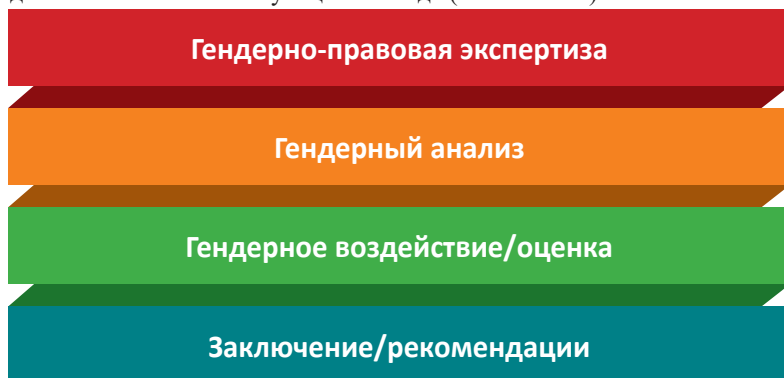 Гендерно-правовая экспертиза
Гендерный анализ
Гендерное воздействие/оценка
Заключение/рекомендации